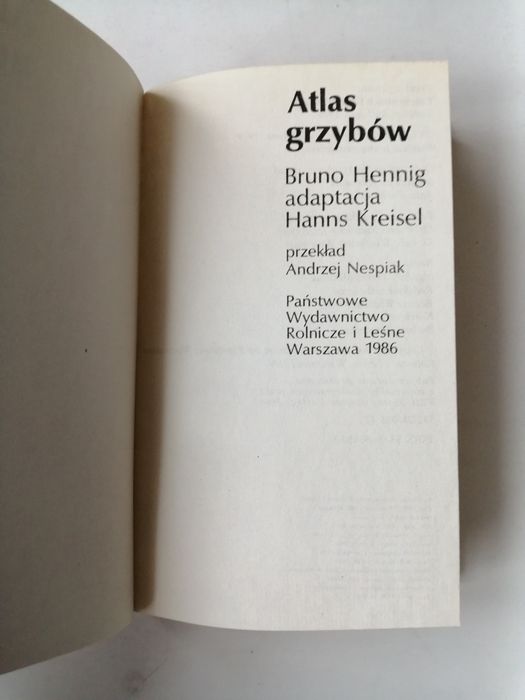 Atlas
grzybów
Bruno Hennig
adaptacja
Hanns Kreisel
przekład
Andrzej Nespiak
Państwowe
Wydawnictwo
Rolnicze i Leśne
Warszawa 1986